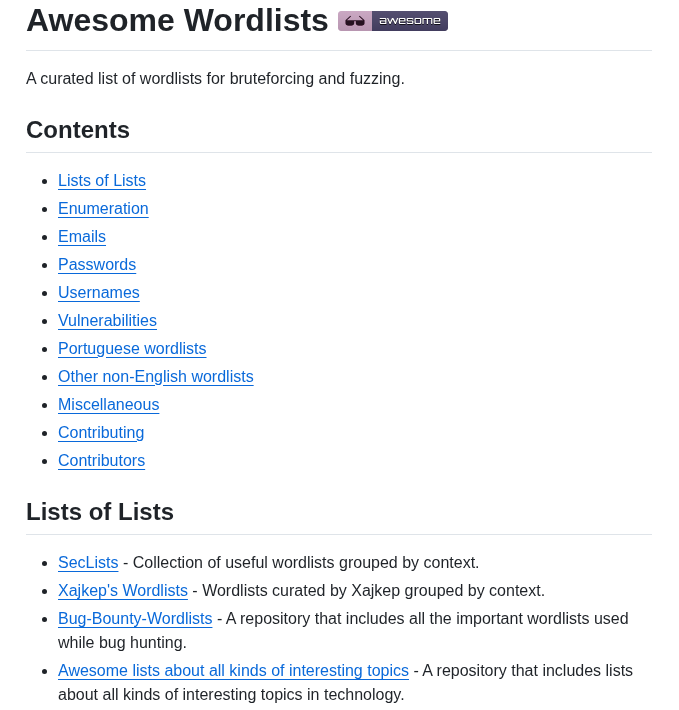 Awesome Wordlists awesome
A curated list of wordlists for bruteforcing and fuzzing.
Contents
Lists of Lists
Enumeration
Emails
Passwords
Usernames
Vulnerabilities
Portuguese wordlists
Other non-English wordlists
Miscellaneous
Contributing
Contributors
Lists of Lists
SecLists - Collection of useful wordlists grouped by context.
Xajkep's Wordlists - Wordlists curated by Xajkep grouped by context.
Bug-Bounty-Wordlists - A repository that includes all the important wordlists used
while bug hunting.
Awesome lists about all kinds of interesting topics - A repository that includes lists
about all kinds of interesting topics in technology.